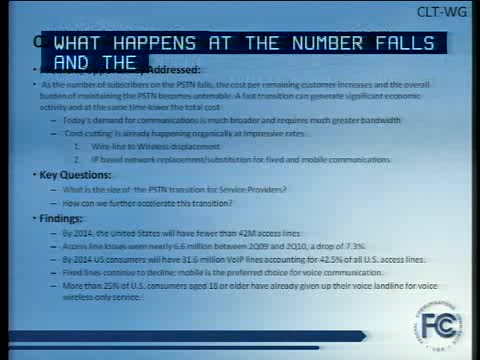 CLT-WG
WHAT HAPPENS AT THE NUMBER FALLS
AND THE
Addressed:
• As the number of subscribers on the PSTN falls, the cost per remaining customer increases and the overall
burden of maintaining the PSTN becomes untenable. A fast transition can generate significant economic
activity and at the same time lower the total cost
– Today's demand for communications is much broader and requires much greater bandwidth
– 'Cord-cutting' is already happening organically at impressive rates
1. Wire-line to Wireless displacement
2. IP based network replacement/substitution for fixed and mobile communications
• Key Questions:
– What is the size of the PSTN transition for Service Providers?
– How can we further accelerate this transition?
• Findings:
– By 2014, the United States will have fewer than 42M access lines
– Access line losses were nearly 6.6 million between 2Q09 and 2Q10, a drop of 7.3%.
– By 2014 US consumers will have 31.6 million VoIP lines accounting for 42.5% of all U.S. access lines.
– Fixed lines continue to decline; mobile is the preferred choice for voice communication.
– More than 25% of U.S. consumers aged 18 or older have already given up their voice landline for voice
wireless-only service.
FEDERAL COMMUNICATIONS COMMISSION
FCC
USA